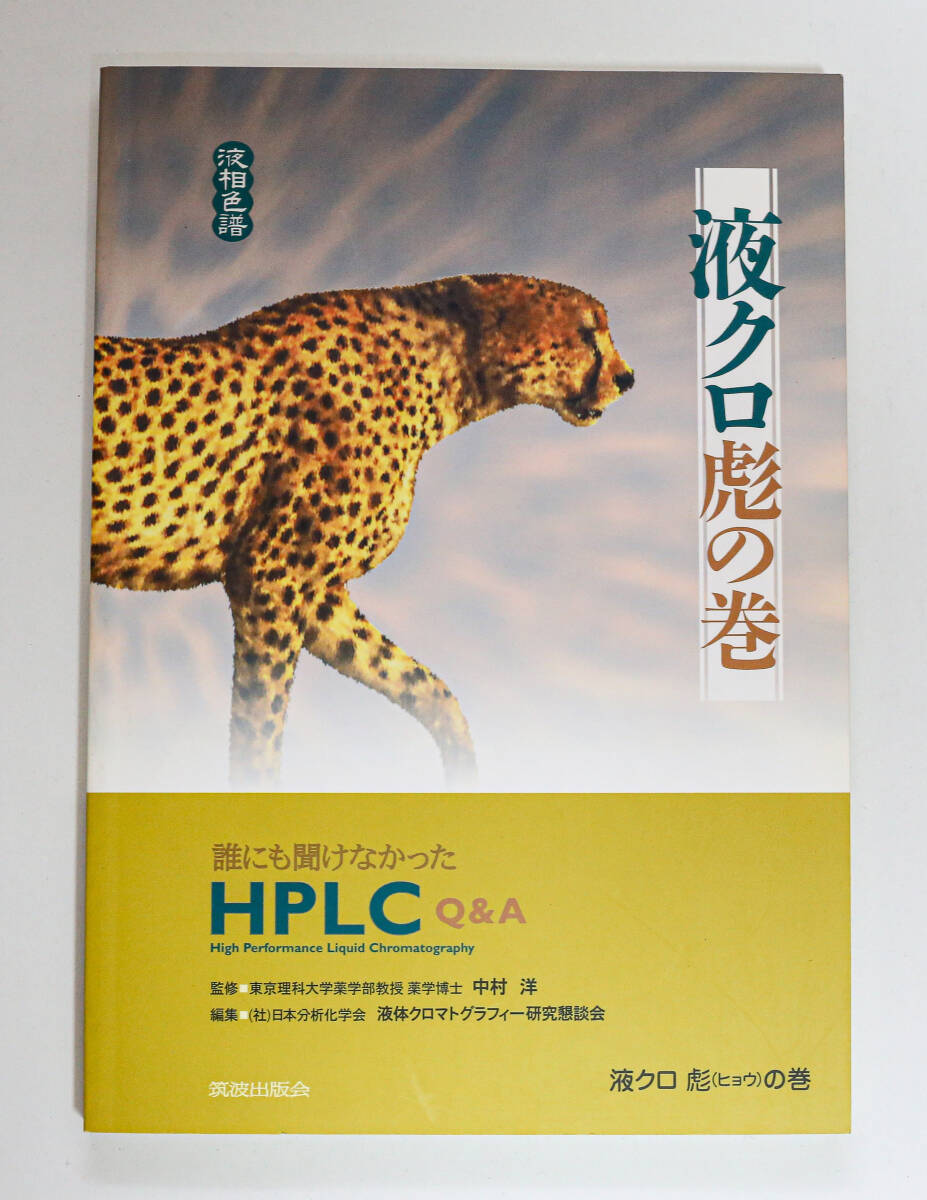 液相色譜
液クロ彪の巻
誰にも聞けなかった
HPLC Q&A
High Performance Liquid Chromatography
監修■東京理科大学薬学部教授 薬学博士 中村 洋
編集■(社)日本分析化学会 液体クロマトグラフィー研究懇談会
筑波出版会
液クロ 彪(ヒョウ)の巻